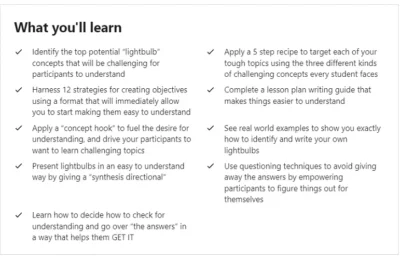 What you'll learn
Identify the top potential “lightbulb”
concepts that will be challenging for
participants to understand
Apply a 5 step recipe to target each of your
tough topics using the three different kinds
of challenging concepts every student faces
Harness 12 strategies for creating objectives
using a format that will immediately allow
you to start making them easy to understand
Complete a lesson plan writing guide that
makes things easier to understand
Apply a “concept hook” to fuel the desire for
understanding, and drive your participants to
want to learn challenging topics
See real world examples to show you exactly
how to identify and write your own
lightbulbs
Present lightbulbs in an easy to understand
way by giving a “synthesis directional”
Use questioning techniques to avoid giving
away the answers by empowering
participants to figure things out for
themselves
Learn how to decide how to check for
understanding and go over “the answers” in
a way that helps them GET IT